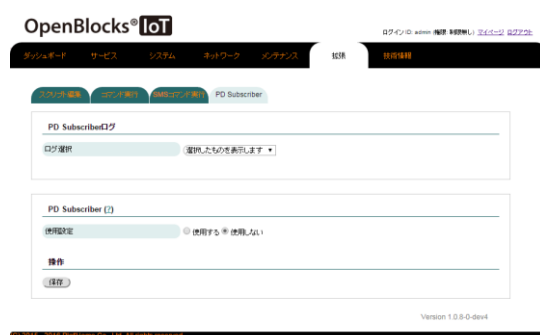 OpenBlocks® IoT
ログインID: admin (権限: 制限無し) マイページ ログアウト
ダッシュボード サービス システム ネットワーク メンテナンス 拡張 技術情報
スクリプト編集 コマンド実行 SMSコマンド実行 PD Subscriber
PD Subscriberログ
ログ選択 選択したものを表示します
PD Subscriber (?)
使用設定 使用する 使用しない
操作
保存
Version 1.0.8-0-dev4